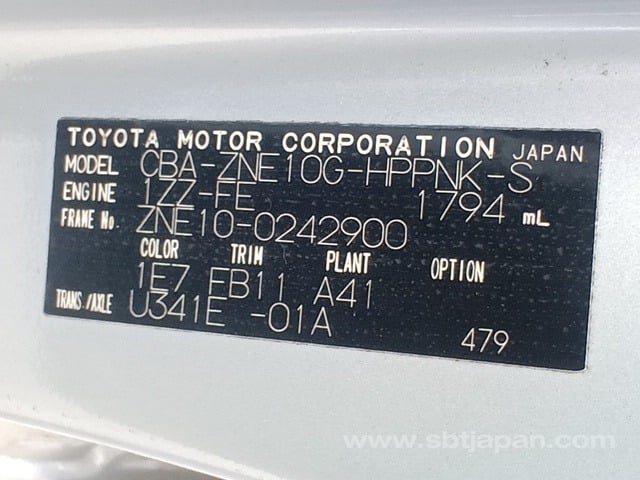 TOYOTA MOTOR CORPORATION JAPAN
MODEL CBA-ZNE10G-HPPNK-S
ENGINE 1ZZ-FE 1794 mL
FRAME No. ZNE10-0242900
COLOR TRIM PLANT OPTION
1E7 FB11 A41
TRANS./AXLE U341E -01A
479
www.sbtjapan.com